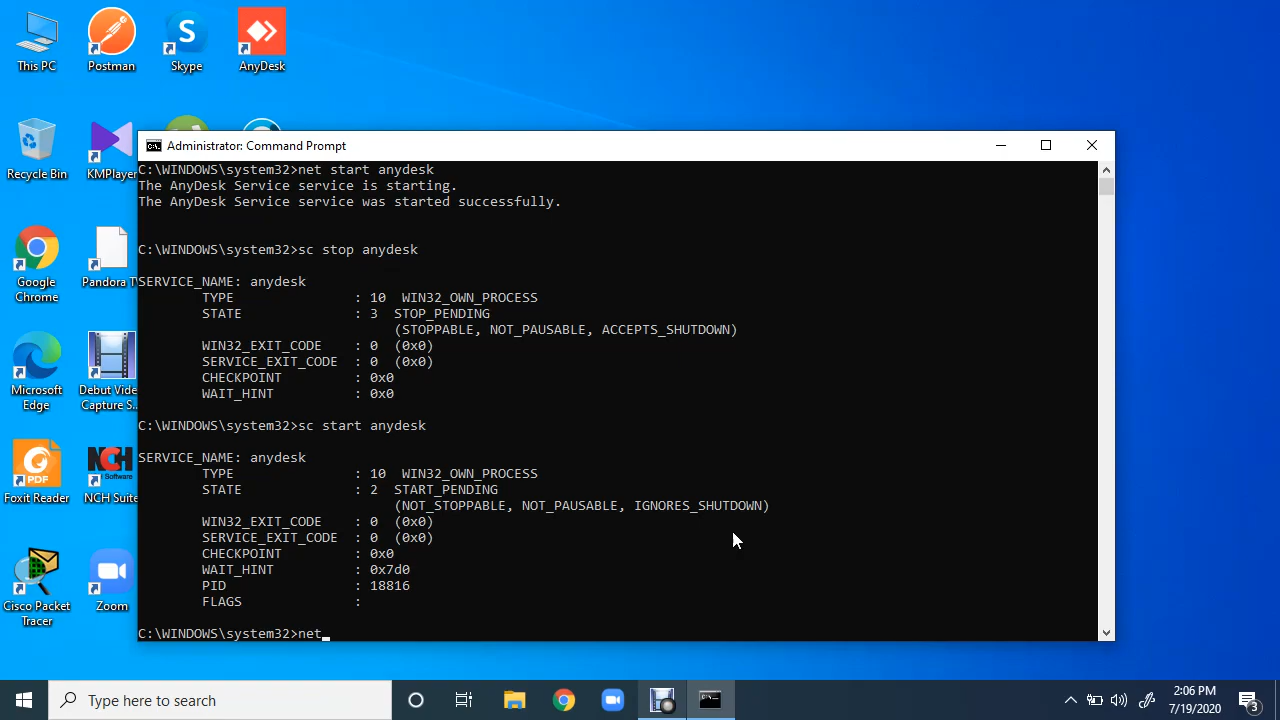 This PC
Postman
Skype
AnyDesk
Recycle Bin
KMPlayer
Google
Chrome
Pandora T
Microsoft
Edge
Debut Vide
Capture S...
Foxit Reader
NCH Suite
Cisco Packet
Tracer
Zoom
Administrator: Command Prompt
C:\WINDOWS\system32>net start anydesk
The AnyDesk Service service is starting.
The AnyDesk Service service was started successfully.
C:\WINDOWS\system32>sc stop anydesk
SERVICE_NAME: anydesk
TYPE : 10 WIN32_OWN_PROCESS
STATE : 3 STOP_PENDING
(STOPPABLE, NOT_PAUSABLE, ACCEPTS_SHUTDOWN)
WIN32_EXIT_CODE : 0 (0x0)
SERVICE_EXIT_CODE : 0 (0x0)
CHECKPOINT : 0x0
WAIT_HINT : 0x0
C:\WINDOWS\system32>sc start anydesk
SERVICE_NAME: anydesk
TYPE : 10 WIN32_OWN_PROCESS
STATE : 2 START_PENDING
(NOT_STOPPABLE, NOT_PAUSABLE, IGNORES_SHUTDOWN)
WIN32_EXIT_CODE : 0 (0x0)
SERVICE_EXIT_CODE : 0 (0x0)
CHECKPOINT : 0x0
WAIT_HINT : 0x7d0
PID : 18816
FLAGS :
C:\WINDOWS\system32>net_
Type here to search
2:06 PM
7/19/2020
3